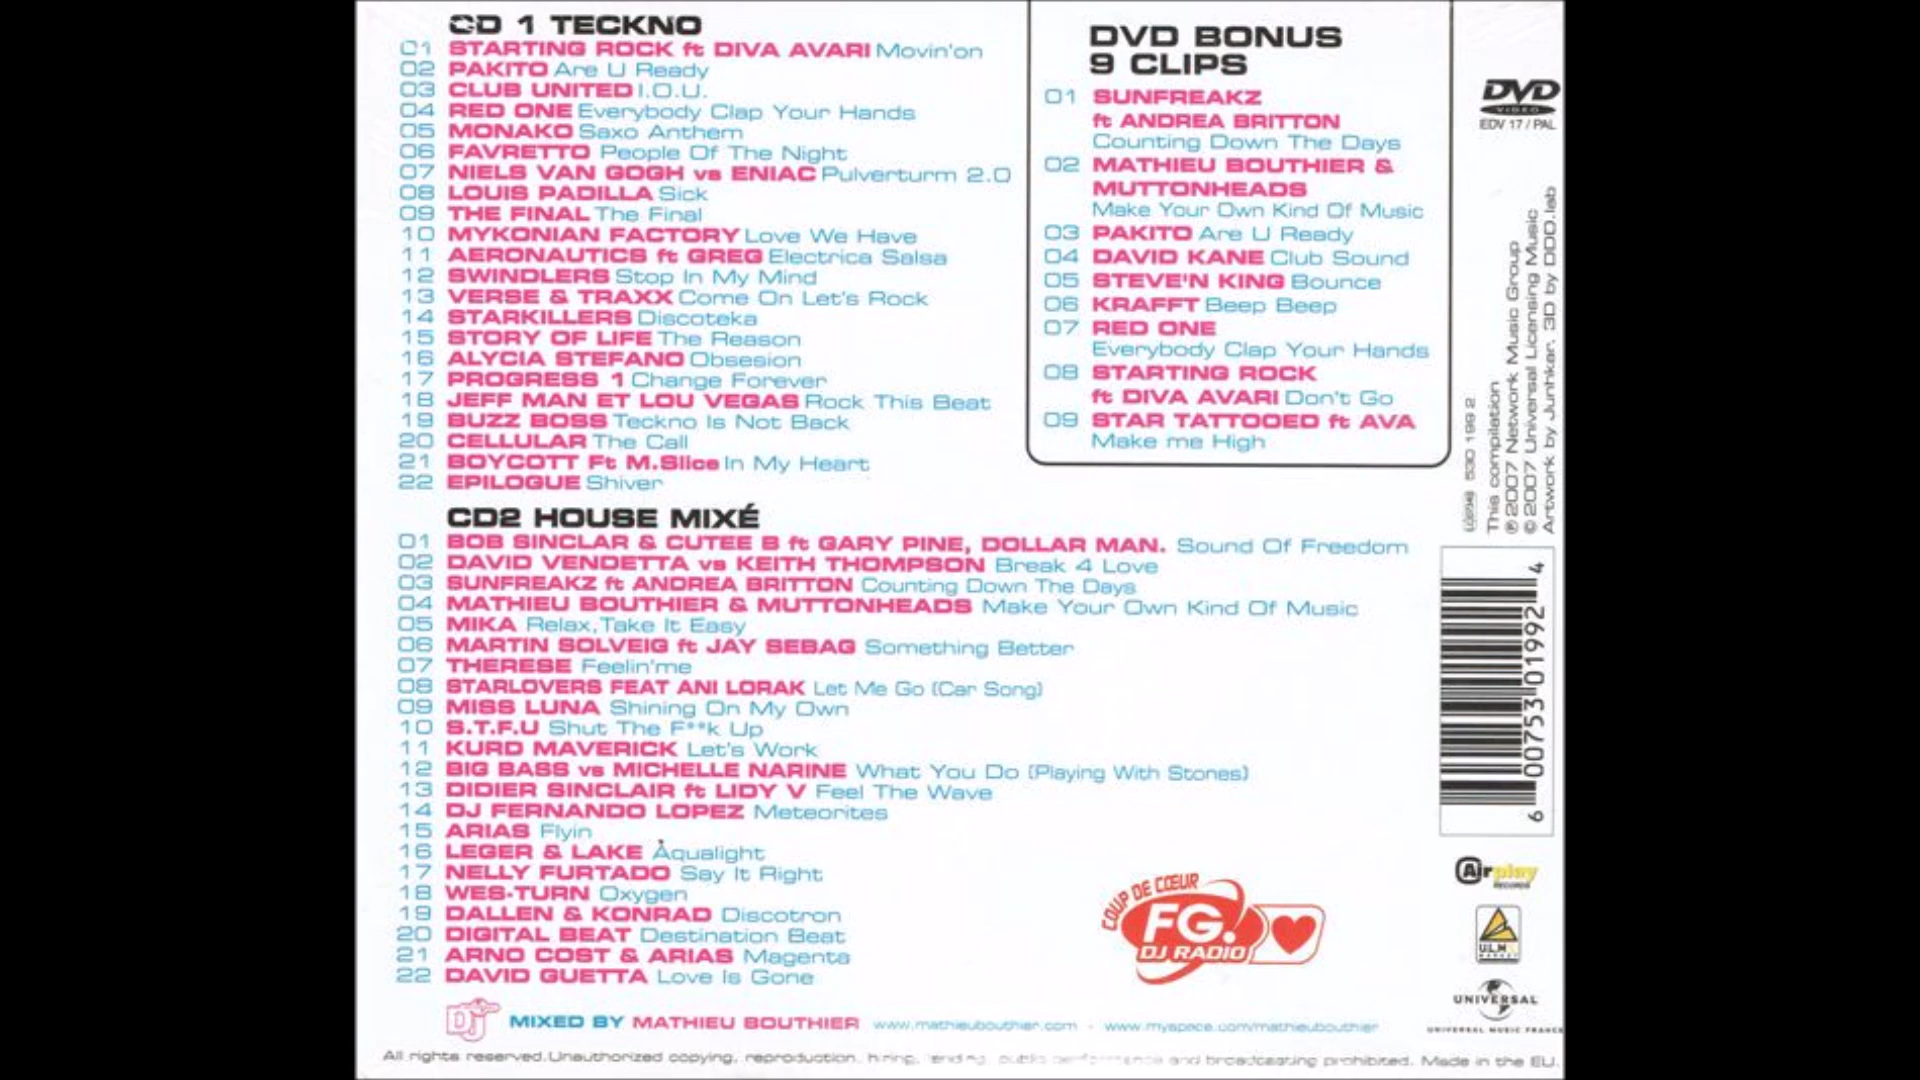 CD 1 TECKNO
01 STARTING ROCK ft DIVA AVARI Movin'on
02 PAKITO Are U Ready
03 CLUB UNITED I.O.U.
04 RED ONE Everybody Clap Your Hands
05 MONAKO Saxo Anthem
06 FAVRETTO People Of The Night
07 NIELS VAN GOGH vs ENIAC Pulverturm 2.0
08 LOUIS PADILLA Sick
09 THE FINAL The Final
10 MYKONIAN FACTORY Love We Have
11 AERONAUTICS ft GREG Electrica Salsa
12 SWINDLERS Stop In My Mind
13 VERSE & TRAXX Come On Let's Rock
14 STARKILLERS Discoteka
15 STORY OF LIFE The Reason
16 ALYCIA STEFANO Obsesion
17 PROGRESS 1 Change Forever
18 JEFF MAN ET LOU VEGAS Rock This Beat
19 BUZZ BOSS Teckno Is Not Back
20 CELLULAR The Call
21 BOYCOTT Ft M.Slice In My Heart
22 EPILOGUE Shiver
CD2 HOUSE MIXÉ
01 BOB SINCLAR & CUTEE B ft GARY PINE, DOLLAR MAN. Sound Of Freedom
02 DAVID VENDETTA vs KEITH THOMPSON Break 4 Love
03 SUNFREAKZ ft ANDREA BRITTON Counting Down The Days
04 MATHIEU BOUTHIER & MUTTONHEADS Make Your Own Kind Of Music
05 MIKA Relax,Take It Easy
06 MARTIN SOLVEIG ft JAY SEBAG Something Better
07 THERESE Feelin'me
08 STARLOVERS FEAT ANI LORAK Let Me Go (Car Song)
09 MISS LUNA Shining On My Own
10 S.T.F.U Shut The F**k Up
11 KURD MAVERICK Let's Work
12 BIG BASS vs MICHELLE NARINE What You Do (Playing With Stones)
13 DIDIER SINCLAIR ft LIDY V Feel The Wave
14 DJ FERNANDO LOPEZ Meteorites
15 ARIAS Flyin
16 LEGER & LAKE Aqualight
17 NELLY FURTADO Say It Right
18 WES-TURN Oxygen
19 DALLEN & KONRAD Discotron
20 DIGITAL BEAT Destination Beat
21 ARNO COST & ARIAS Magenta
22 DAVID GUETTA Love Is Gone
DJ MIXED BY MATHIEU BOUTHIER www.mathieubouthier.com - www.myspace.com/mathieubouthier
All rights reserved. Unauthorized copying, reproduction, hiring, lending, public performance and broadcasting prohibited. Made in the EU.
DVD BONUS
9 CLIPS
01 SUNFREAKZ
ft ANDREA BRITTON
Counting Down The Days
02 MATHIEU BOUTHIER &
MUTTONHEADS
Make Your Own Kind Of Music
03 PAKITO Are U Ready
04 DAVID KANE Club Sound
05 STEVE'N KING Bounce
06 KRAFFT Beep Beep
07 RED ONE
Everybody Clap Your Hands
08 STARTING ROCK
ft DIVA AVARI Don't Go
09 STAR TATTOOED ft AVA
Make me High
DVD
VIDEO
EDV 17 / PAL
530 199 2
This compilation
℗ 2007 Network Music Group
© 2007 Universal Licensing Music
Artwork by Junhkar. 3D by DDD.lab
6 00753 01992 4
COUP DE CŒUR
FG.
DJ RADIO
Airplay
RECORDS
ULM
MARKET
UNIVERSAL
UNIVERSAL MUSIC FRANCE